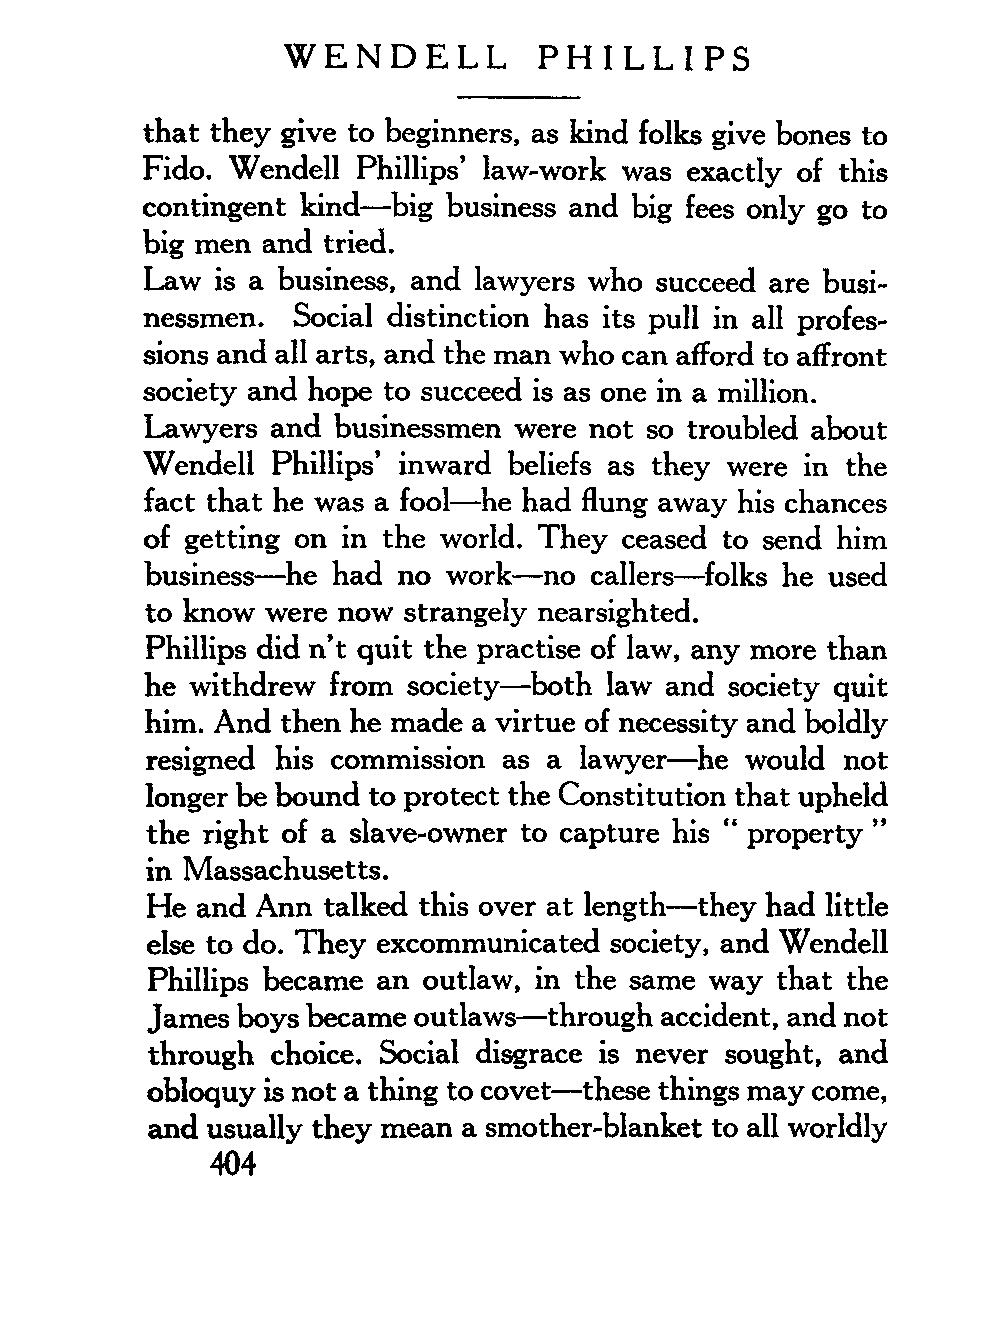 WENDELL PHILLIPS
that they give to beginners, as kind folks give bones to
Fido. Wendell Phillips' law-work was exactly of this
contingent kind—big business and big fees only go to
big men and tried.
Law is a business, and lawyers who succeed are busi-
nessmen. Social distinction has its pull in all profes-
sions and all arts, and the man who can afford to affront
society and hope to succeed is as one in a million.
Lawyers and businessmen were not so troubled about
Wendell Phillips' inward beliefs as they were in the
fact that he was a fool—he had flung away his chances
of getting on in the world. They ceased to send him
business—he had no work—no callers—folks he used
to know were now strangely nearsighted.
Phillips did n't quit the practise of law, any more than
he withdrew from society—both law and society quit
him. And then he made a virtue of necessity and boldly
resigned his commission as a lawyer—he would not
longer be bound to protect the Constitution that upheld
the right of a slave-owner to capture his “ property ”
in Massachusetts.
He and Ann talked this over at length—they had little
else to do. They excommunicated society, and Wendell
Phillips became an outlaw, in the same way that the
James boys became outlaws—through accident, and not
through choice. Social disgrace is never sought, and
obloquy is not a thing to covet—these things may come,
and usually they mean a smother-blanket to all worldly
404